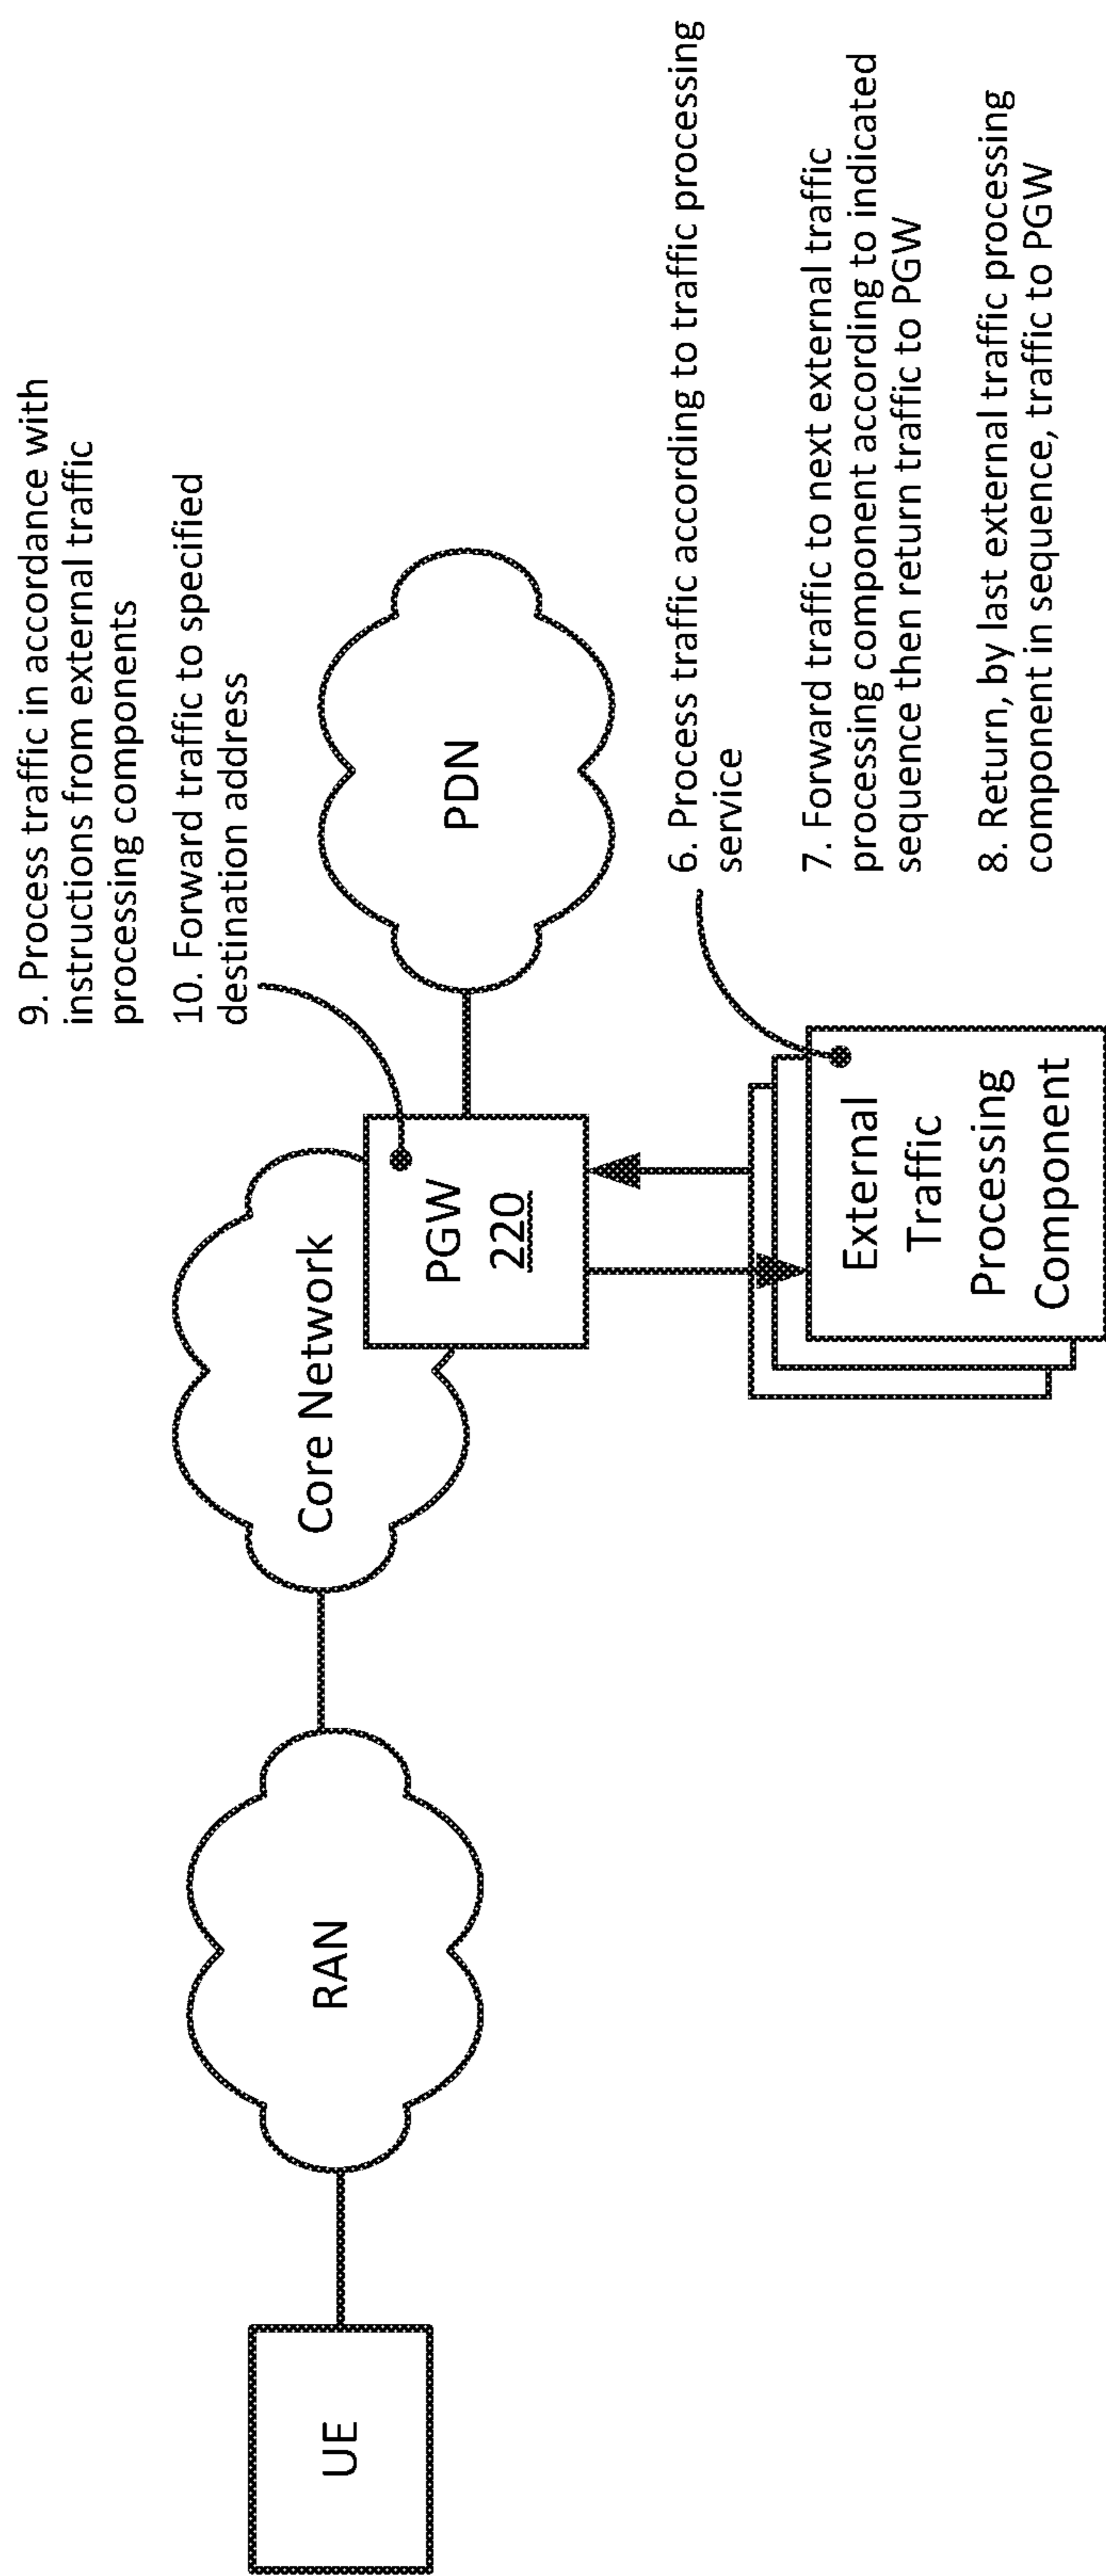 9. Process traffic in accordance with
instructions from external traffic
processing components
10. Forward traffic to specified
destination address
UE
RAN
Core Network
PGW
220
PDN
External
Traffic
Processing
Component
6. Process traffic according to traffic processing
service
7. Forward traffic to next external traffic
processing component according to indicated
sequence then return traffic to PGW
8. Return, by last external traffic processing
component in sequence, traffic to PGW